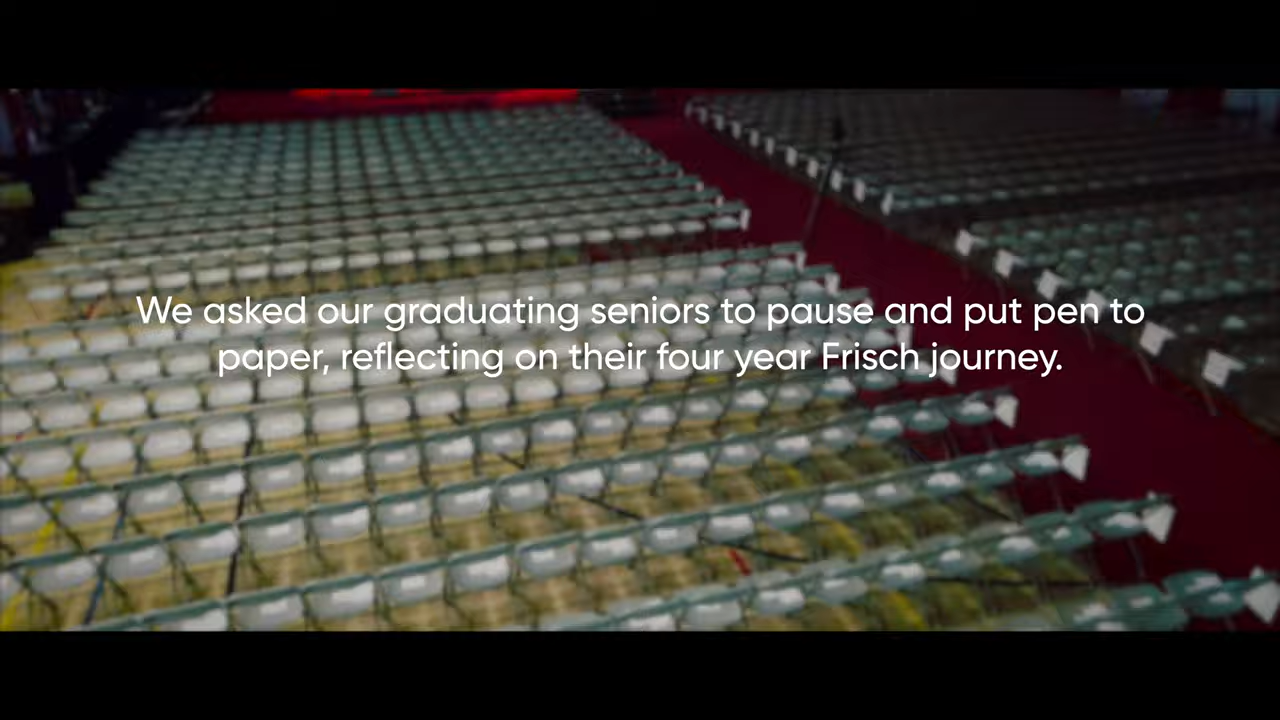 We asked our graduating seniors to pause and put pen to
paper, reflecting on their four year Frisch journey.